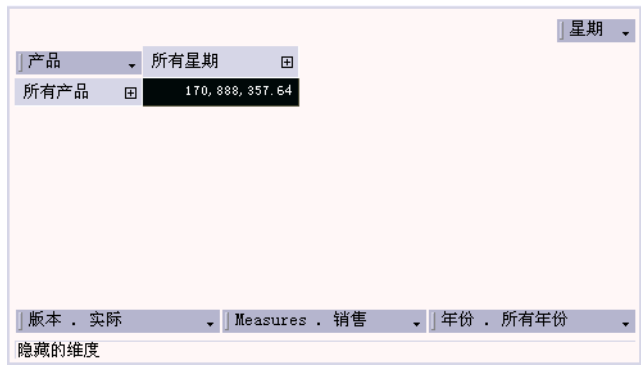 星期
产品 所有星期
所有产品 170,888,357.64
版本 . 实际 Measures . 销售 年份 . 所有年份
隐藏的维度